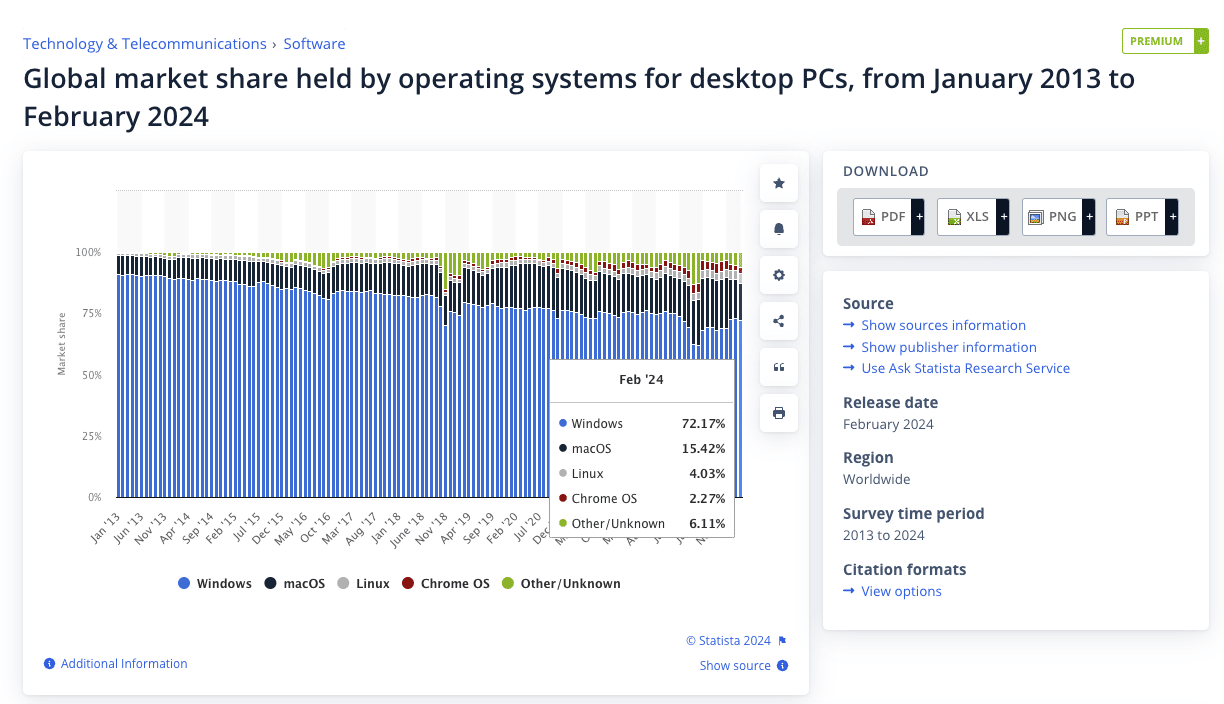 Technology & Telecommunications › Software
PREMIUM +
Global market share held by operating systems for desktop PCs, from January 2013 to
February 2024
100%
75%
50%
25%
0%
Market share
Jan '13
Jun '13
Nov '13
Apr '14
Sep '14
Feb '15
Jul '15
Dec '15
May '16
Oct '16
Mar '17
Aug '17
Jan '18
June '18
Nov '18
Apr '19
Sep '19
Feb '20
Jul '20
Feb '24
Windows 72.17%
macOS 15.42%
Linux 4.03%
Chrome OS 2.27%
Other/Unknown 6.11%
Windows macOS Linux Chrome OS Other/Unknown
© Statista 2024
Additional Information
Show source
DOWNLOAD
PDF + XLS + PNG + PPT +
Source
Show sources information
Show publisher information
Use Ask Statista Research Service
Release date
February 2024
Region
Worldwide
Survey time period
2013 to 2024
Citation formats
View options